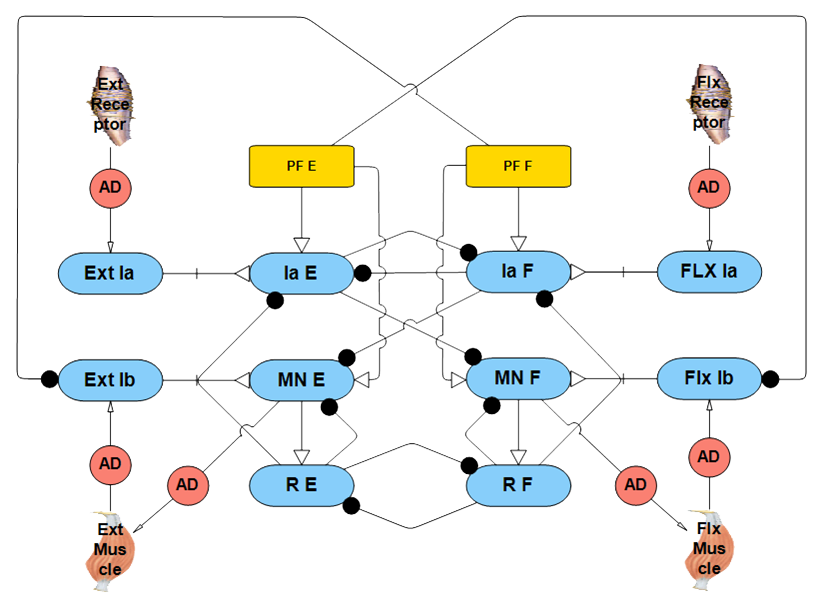 Ext
Rece
ptor
Flx
Rece
ptor
PF E
PF F
AD
AD
Ext Ia
Ia E
Ia F
FLX Ia
Ext Ib
MN E
MN F
Flx Ib
AD
AD
AD
AD
R E
R F
Ext
Mus
cle
Flx
Mus
cle